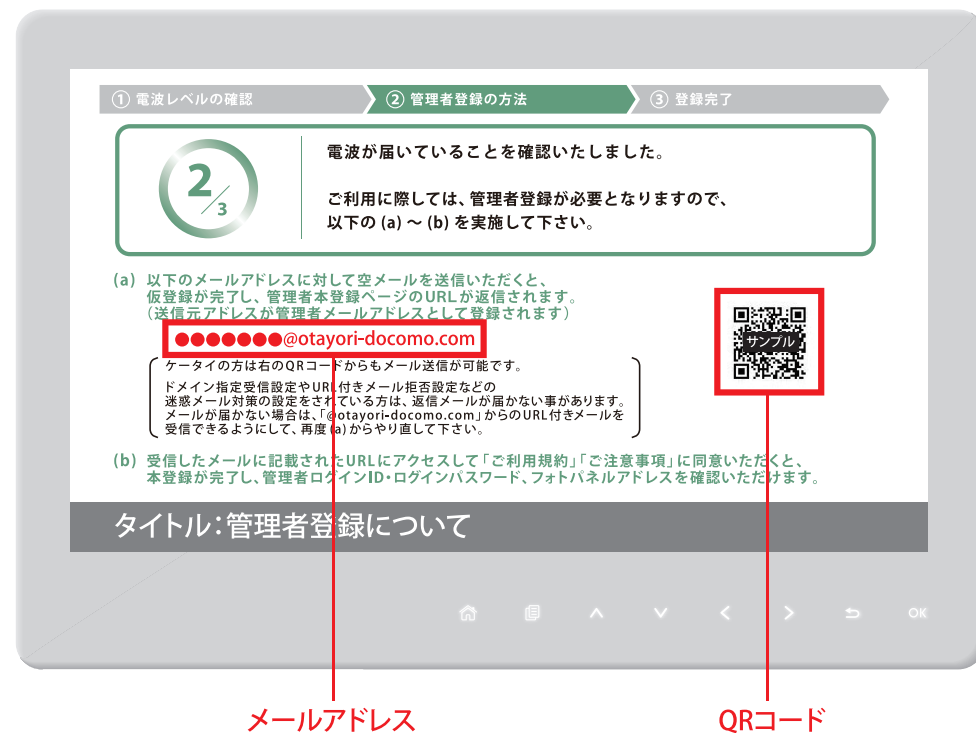 ① 電波レベルの確認
② 管理者登録の方法
③ 登録完了
2/3
電波が届いていることを確認いたしました。
ご利用に際しては、管理者登録が必要となりますので、
以下の (a) ～ (b) を実施して下さい。
(a) 以下のメールアドレスに対して空メールを送信いただくと、
仮登録が完了し、管理者本登録ページのURLが返信されます。
（送信元アドレスが管理者メールアドレスとして登録されます）
●●●●●●●@otayori-docomo.com
サンプル
ケータイの方は右のQRコードからもメール送信が可能です。
ドメイン指定受信設定やURL付きメール拒否設定などの
迷惑メール対策の設定をされている方は、返信メールが届かない事があります。
メールが届かない場合は、「@otayori-docomo.com」からのURL付きメールを
受信できるようにして、再度(a)からやり直して下さい。
(b) 受信したメールに記載されたURLにアクセスして「ご利用規約」「ご注意事項」に同意いただくと、
本登録が完了し、管理者ログインID・ログインパスワード、フォトパネルアドレスを確認いただけます。
タイトル：管理者登録について
OK
メールアドレス
QRコード